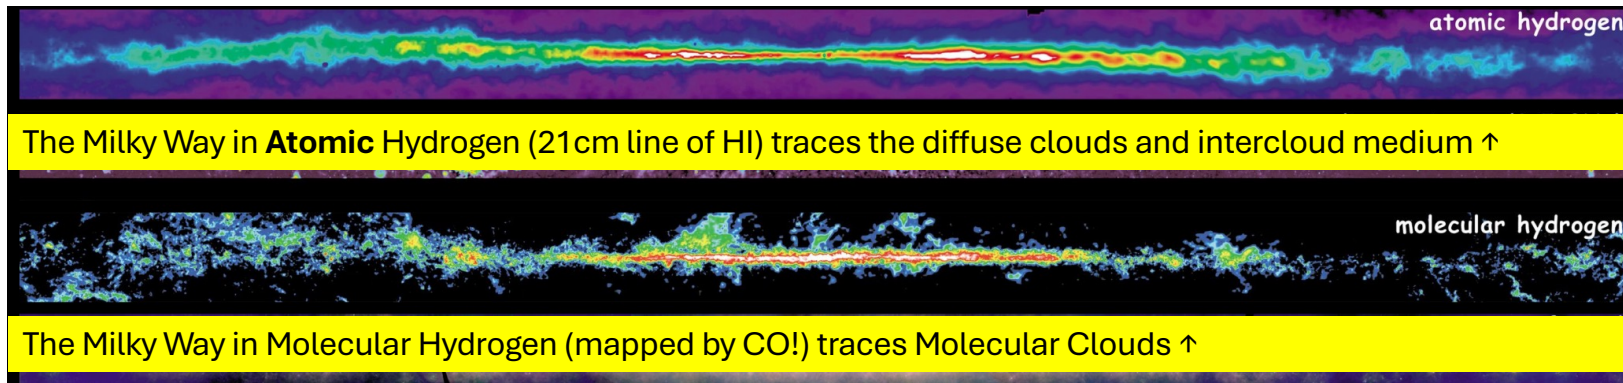 atomic hydrogen
The Milky Way in Atomic Hydrogen (21cm line of HI) traces the diffuse clouds and intercloud medium ↑
molecular hydrogen
The Milky Way in Molecular Hydrogen (mapped by CO!) traces Molecular Clouds ↑